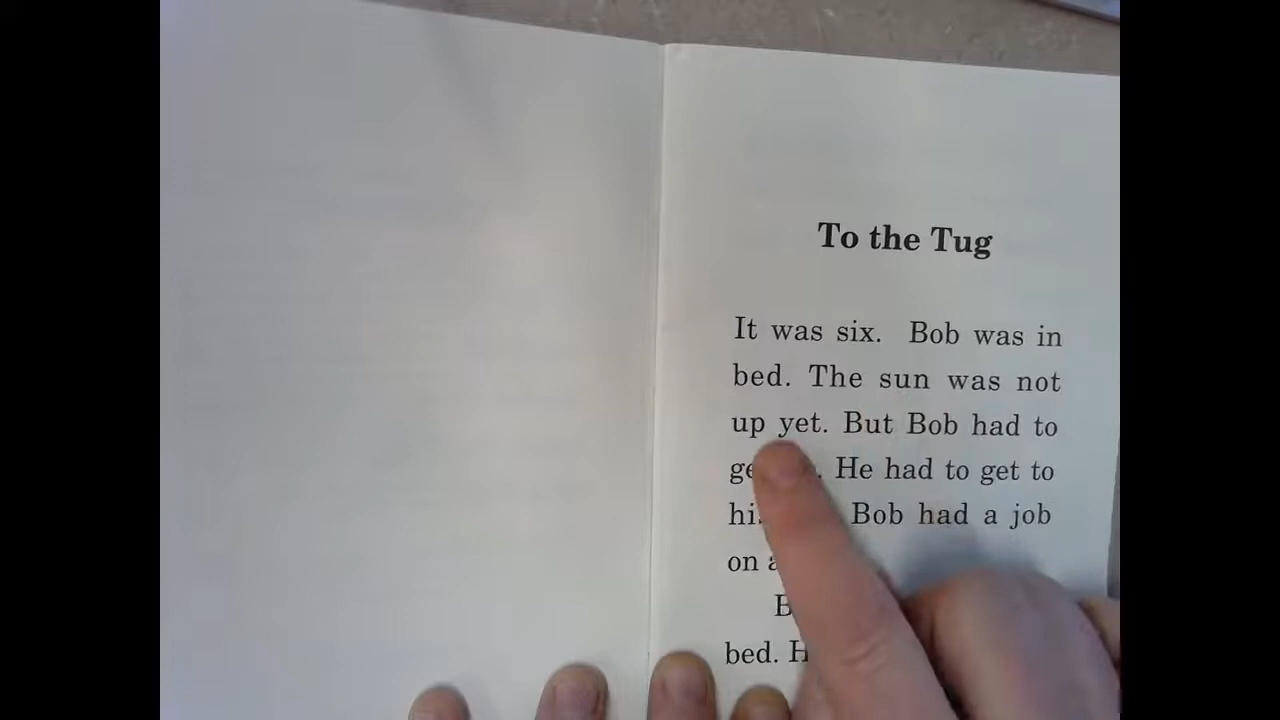 To the Tug
It was six. Bob was in
bed. The sun was not
up yet. But Bob had to
He had to get to
Bob had a job
on
bed.